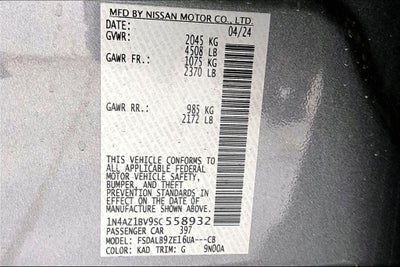 MFD BY NISSAN MOTOR CO., LTD.
DATE: 04/24
GVWR: 2045 KG
4508 LB
GAWR FR.: 1075 KG
2370 LB
GAWR RR.: 985 KG
2172 LB
THIS VEHICLE CONFORMS TO
ALL APPLICABLE FEDERAL
MOTOR VEHICLE SAFETY,
BUMPER, AND THEFT
PREVENTION STANDARDS IN
EFFECT ON THE DATE OF
MANUFACTURE SHOWN ABOVE.
1N4AZ1BV9SC558932
PASSENGER CAR 397
MODEL: FSDALB9ZE16UA---CB
COLOR: KAD TRIM: G 9N00A